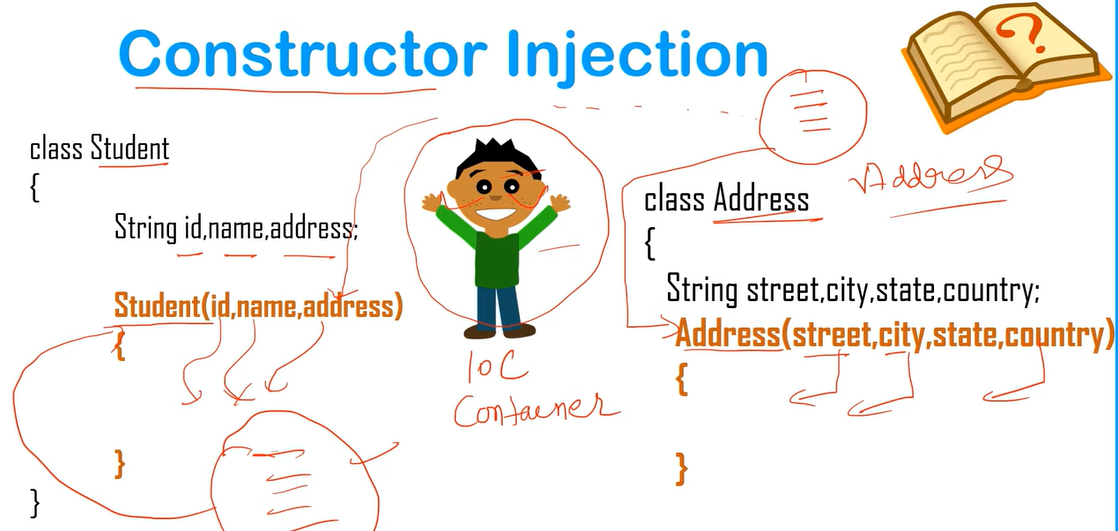 Constructor Injection
?
class Student
{
String id,name,address;
Student(id,name,address)
{
}
}
IOC
Container
Address
class Address
{
String street,city,state,country;
Address(street,city,state,country)
{
}